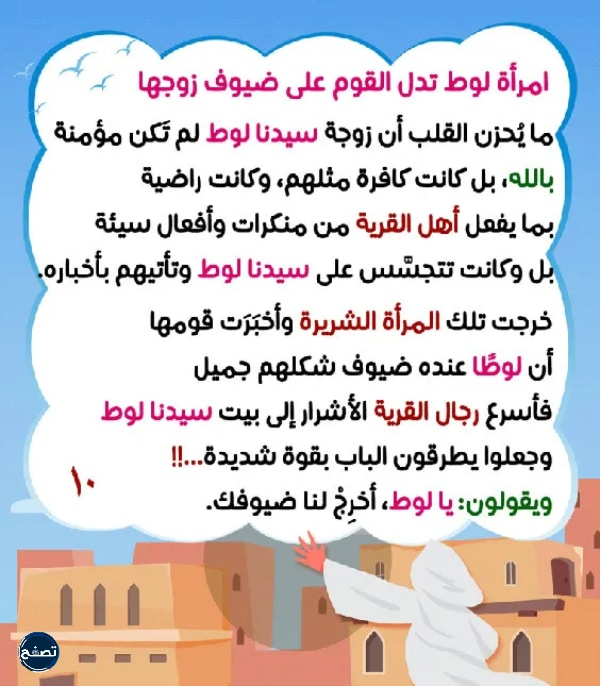 امرأة لوط تدل القوم على ضيوف زوجها
ما يُحزن القلب أن زوجة سيدنا لوط لم تَكن مؤمنة
بالله، بل كانت كافرة مثلهم، وكانت راضية
بما يفعل أهل القرية من منكرات وأفعال سيئة
بل وكانت تتجسَّس على سيدنا لوط وتأتيهم بأخباره.
خرجت تلك المرأة الشريرة وأخبَرَت قومها
أن لوطًا عنده ضيوف شكلهم جميل
فأسرع رجال القرية الأشرار إلى بيت سيدنا لوط
وجعلوا يطرقون الباب بقوة شديدة...!!
ويقولون: يا لوط، أخرِجْ لنا ضيوفك.
١٠
تصفح